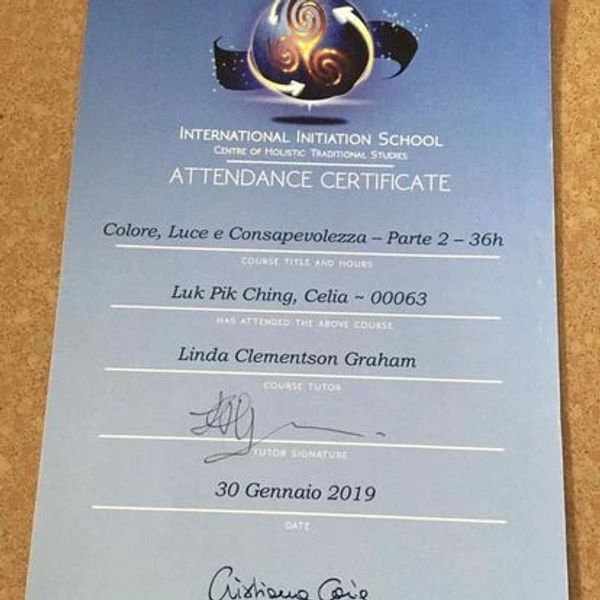 INTERNATIONAL INITIATION SCHOOL
CENTRE OF HOLISTIC TRADITIONAL STUDIES
ATTENDANCE CERTIFICATE
Colore, Luce e Consapevolezza – Parte 2 – 36h
COURSE TITLE AND HOURS
Luk Pik Ching, Celia ~ 00063
HAS ATTENDED THE ABOVE COURSE
Linda Clementson Graham
COURSE TUTOR
TUTOR SIGNATURE
30 Gennaio 2019
DATE